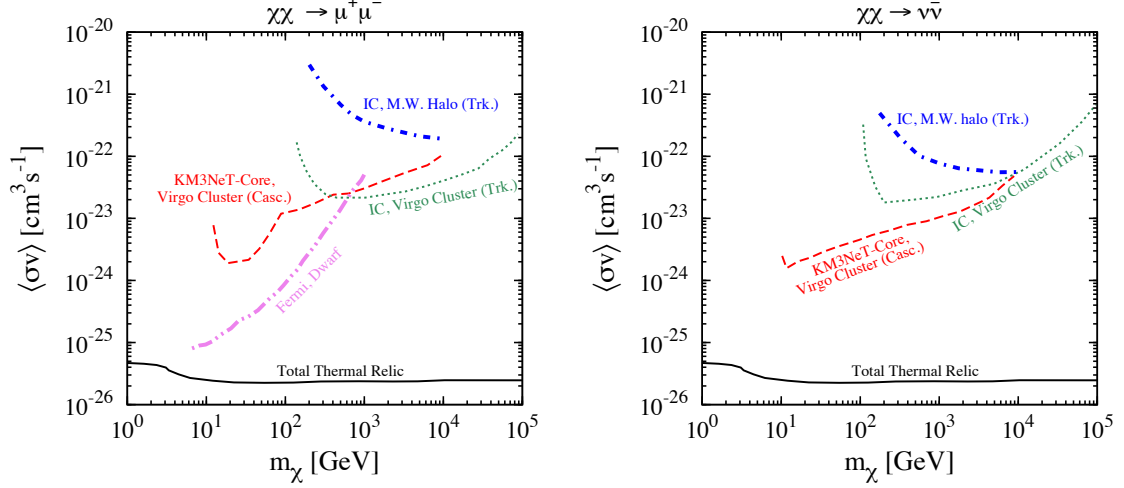 χχ → μ⁺μ⁻
⟨σv⟩ [cm³ s⁻¹]
10⁻²⁰
10⁻²¹
10⁻²²
10⁻²³
10⁻²⁴
10⁻²⁵
10⁻²⁶
IC, M.W. Halo (Trk.)
KM3NeT-Core,
Virgo Cluster (Casc.)
IC, Virgo Cluster (Trk.)
Fermi, Dwarf
Total Thermal Relic
10⁰ 10¹ 10² 10³ 10⁴ 10⁵
m_χ [GeV]
χχ → νν̄
⟨σv⟩ [cm³ s⁻¹]
10⁻²⁰
10⁻²¹
10⁻²²
10⁻²³
10⁻²⁴
10⁻²⁵
10⁻²⁶
IC, M.W. halo (Trk.)
IC, Virgo Cluster (Trk.)
KM3NeT-Core,
Virgo Cluster (Casc.)
Total Thermal Relic
10⁰ 10¹ 10² 10³ 10⁴ 10⁵
m_χ [GeV]